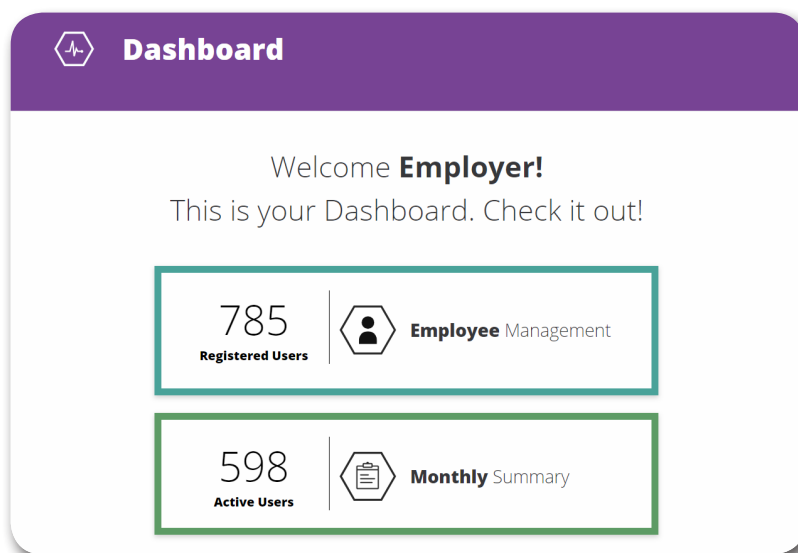 Dashboard
Welcome Employer!
This is your Dashboard. Check it out!
785
Registered Users
Employee Management
598
Active Users
Monthly Summary